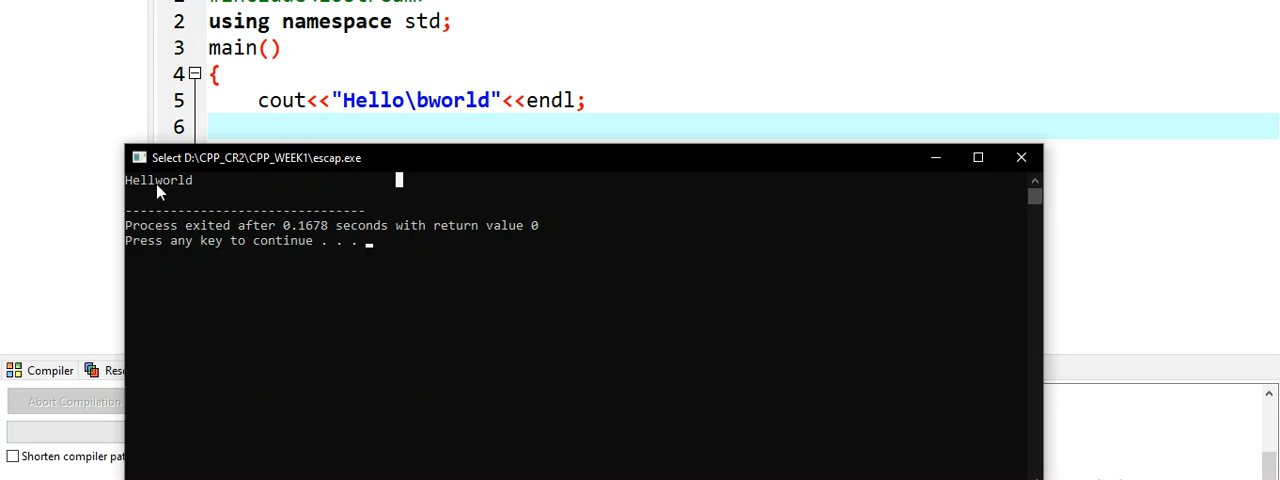 2 using namespace std;
3 main()
4 {
5 cout<<"Hello\bworld"<<endl;
6
Select D:\CPP_CR2\CPP_WEEK1\escap.exe
Hellworld
--------------------------------
Process exited after 0.1678 seconds with return value 0
Press any key to continue . . .
Compiler
Abort Compilation
Shorten compiler